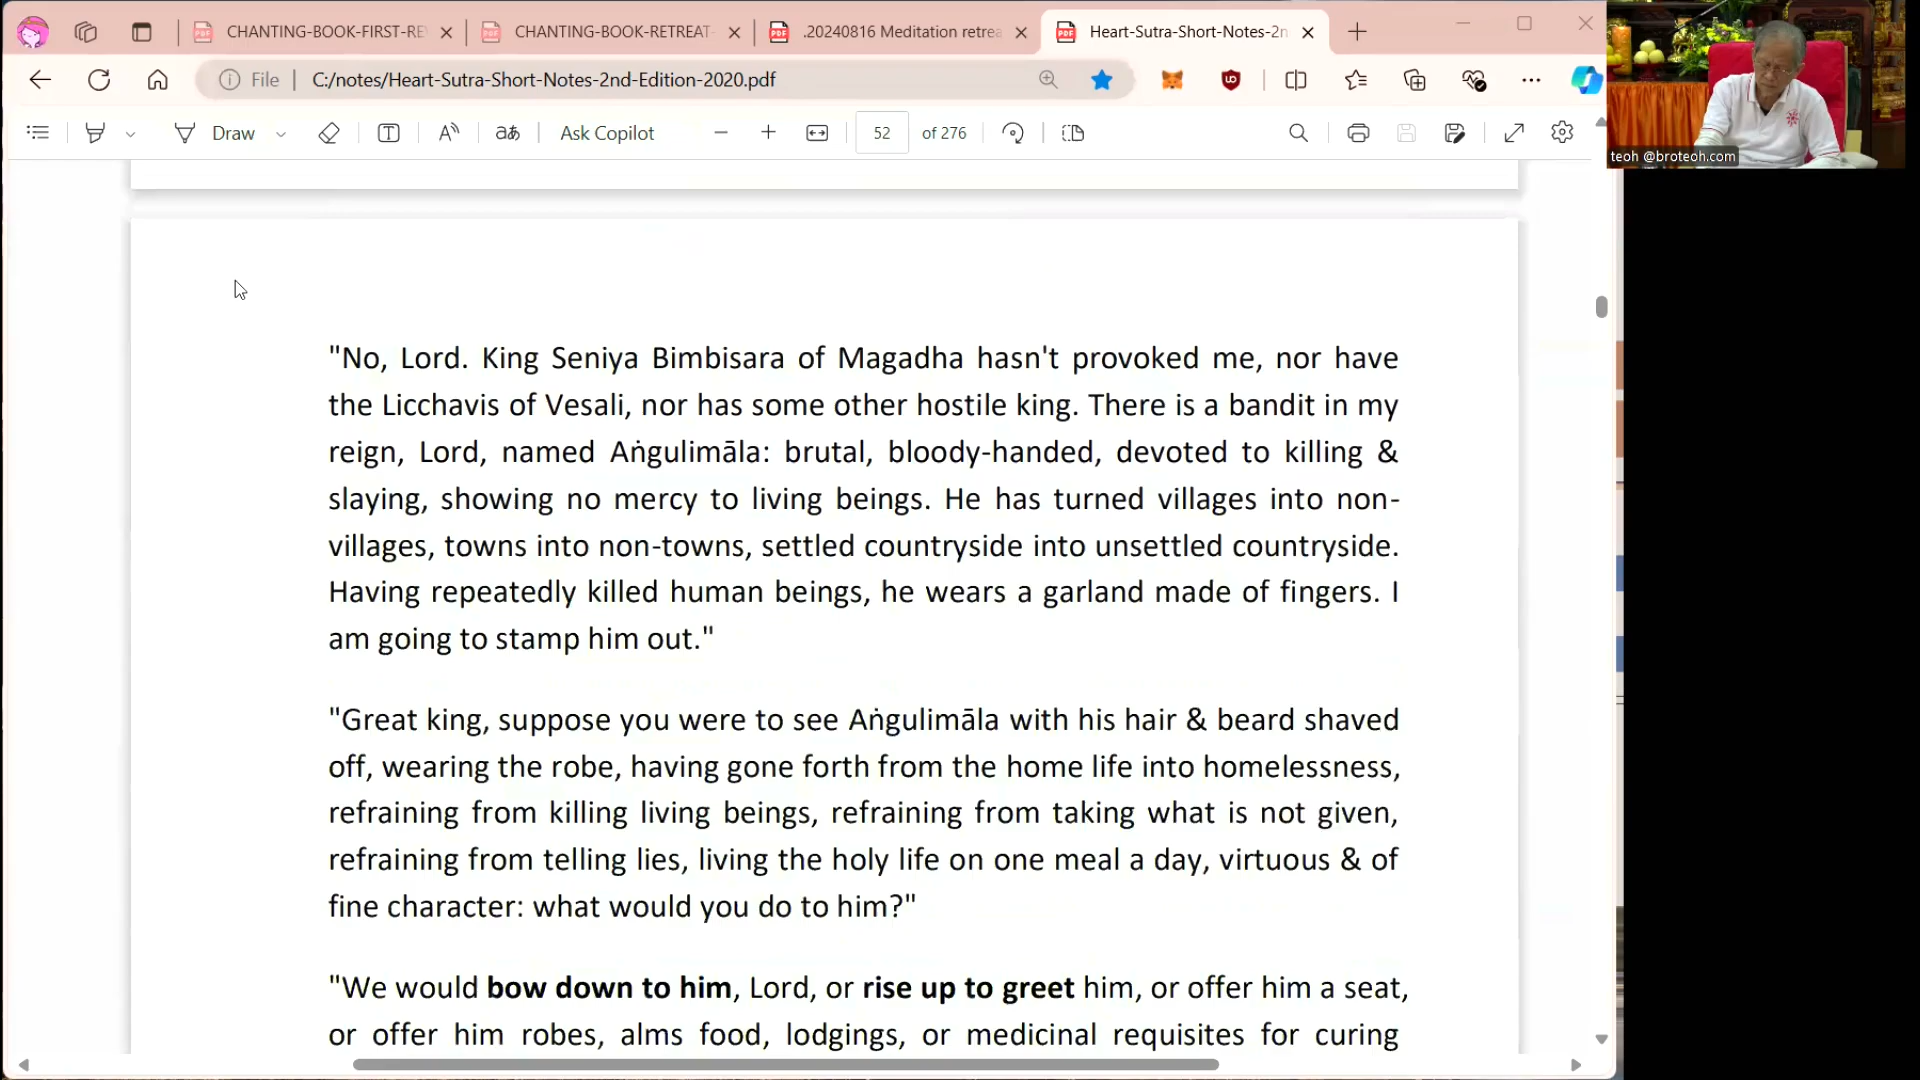 CHANTING-BOOK-FIRST-RE
CHANTING-BOOK-RETREAT-
.20240816 Meditation retrea
Heart-Sutra-Short-Notes-2n
File
C:/notes/Heart-Sutra-Short-Notes-2nd-Edition-2020.pdf
Draw
Ask Copilot
52
of 276
teoh @broteoh.com
"No, Lord. King Seniya Bimbisara of Magadha hasn't provoked me, nor have
the Licchavis of Vesali, nor has some other hostile king. There is a bandit in my
reign, Lord, named Aṅgulimāla: brutal, bloody-handed, devoted to killing &
slaying, showing no mercy to living beings. He has turned villages into non-
villages, towns into non-towns, settled countryside into unsettled countryside.
Having repeatedly killed human beings, he wears a garland made of fingers. I
am going to stamp him out."
"Great king, suppose you were to see Aṅgulimāla with his hair & beard shaved
off, wearing the robe, having gone forth from the home life into homelessness,
refraining from killing living beings, refraining from taking what is not given,
refraining from telling lies, living the holy life on one meal a day, virtuous & of
fine character: what would you do to him?"
"We would bow down to him, Lord, or rise up to greet him, or offer him a seat,
or offer him robes, alms food, lodgings, or medicinal requisites for curing